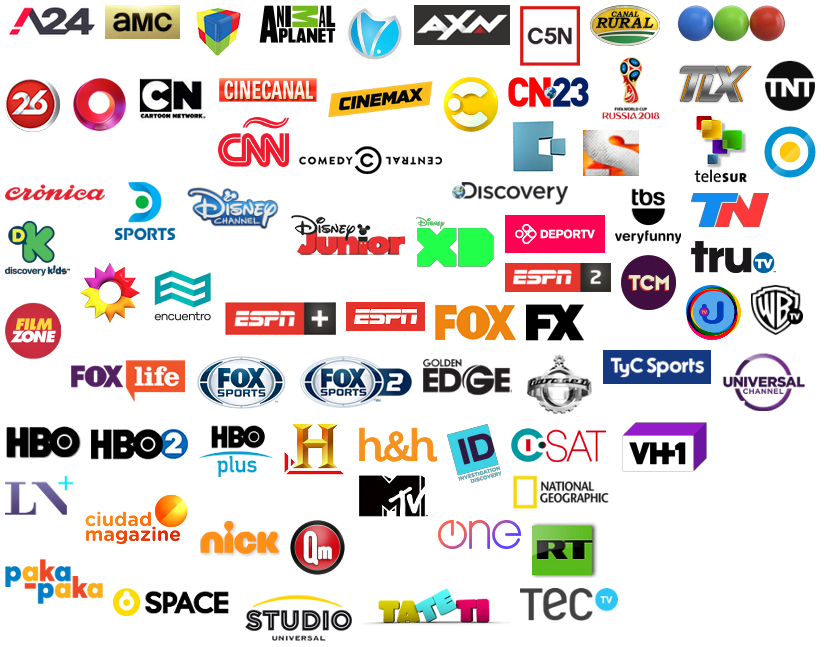 A24
aMC
ANIMAL
PLANET
AXN
C5N
CANAL
RURAL
26
CN
CARTOON NETWORK.
CINECANAL
CINEMAX
CN23
FIFA WORLD CUP
RUSSIA 2018
TLX
TNT
CNN
COMEDY CENTRAL
teleSUR
crònica
D
SPORTS
Disney
CHANNEL
Discovery
tbs
veryfunny
TN
DK
discovery kids
Disney
Junior
Disney
XD
DEPORTV
truTV
encuentro
ESPN 2
TCM
FILM
ZONE
ESPN +
ESPN
FOX
FX
TV
U
WB
TV
FOX life
FOX
SPORTS
FOX
SPORTS 2
GOLDEN
EDGE
TyC Sports
UNIVERSAL
CHANNEL
HBO
HBO2
HBO
plus
H
h&h
ID
INVESTIGATION
DISCOVERY
C•SAT
VH1
LN+
MTV
NATIONAL
GEOGRAPHIC
ciudad
magazine
nick
Qm
one
RT
paka
-paka
SPACE
STUDIO
UNIVERSAL
TATETI
TEC TV